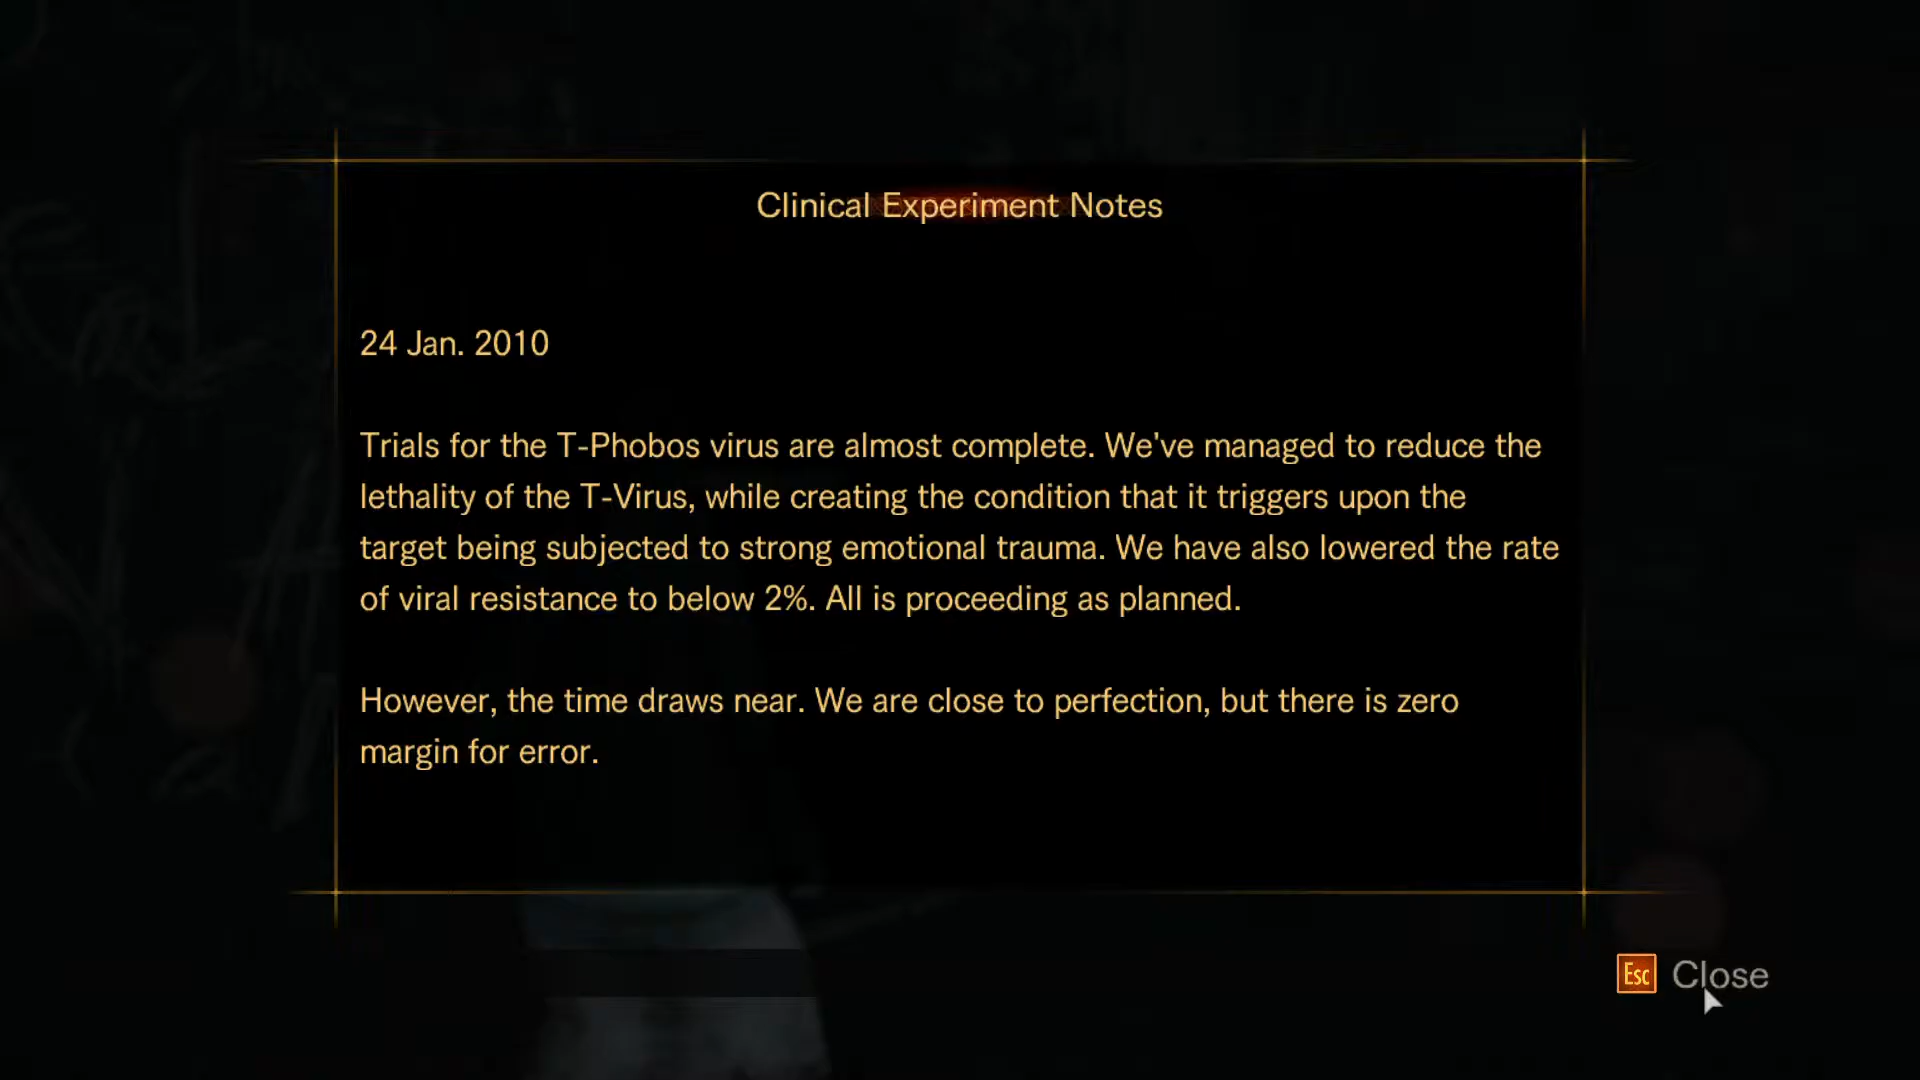 Clinical Experiment Notes
24 Jan. 2010
Trials for the T-Phobos virus are almost complete. We've managed to reduce the
lethality of the T-Virus, while creating the condition that it triggers upon the
target being subjected to strong emotional trauma. We have also lowered the rate
of viral resistance to below 2%. All is proceeding as planned.
However, the time draws near. We are close to perfection, but there is zero
margin for error.
Esc Close